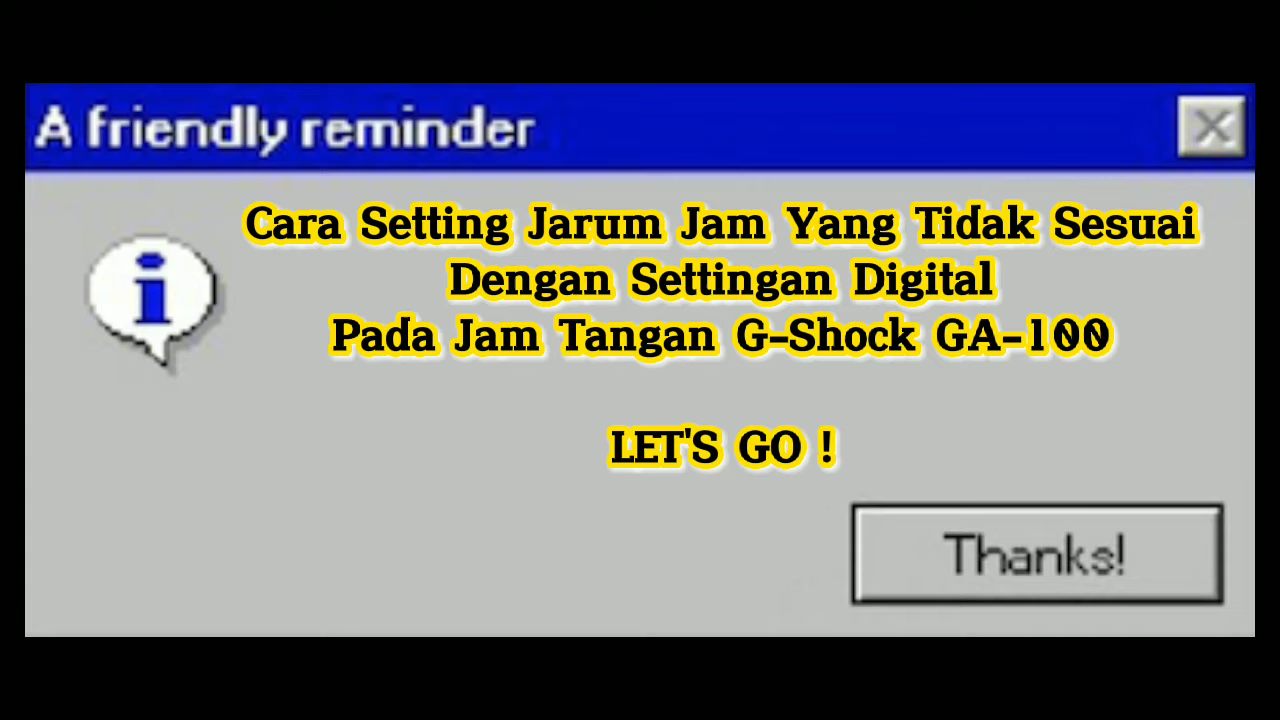 A friendly reminder
Cara Setting Jarum Jam Yang Tidak Sesuai
Dengan Settingan Digital
Pada Jam Tangan G-Shock GA-100
LET'S GO !
Thanks!